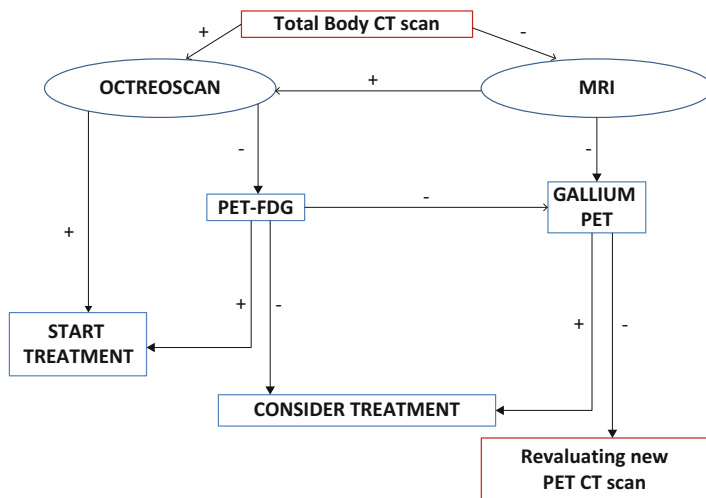 Total Body CT scan
+
-
OCTREOSCAN
+
MRI
-
-
PET-FDG
-
GALLIUM
PET
+
+
-
+
-
START
TREATMENT
CONSIDER TREATMENT
Revaluating new
PET CT scan